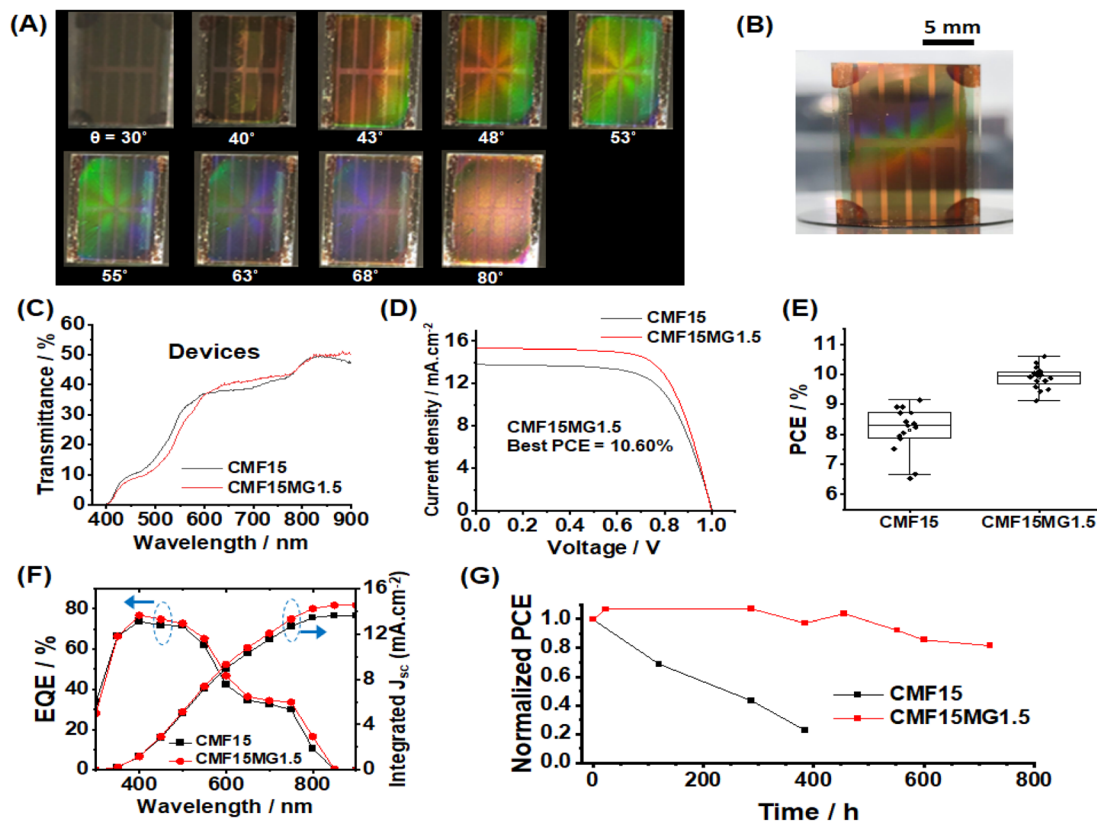 (A)
θ = 30°
40°
43°
48°
53°
55°
63°
68°
80°
(B)
5 mm
(C)
60
50
40
30
20
10
0
Transmittance / %
Devices
CMF15
CMF15MG1.5
400 500 600 700 800 900
Wavelength / nm
(D)
CMF15
CMF15MG1.5
16
12
8
4
0
Current density / mA.cm⁻²
CMF15MG1.5
Best PCE = 10.60%
0.0 0.2 0.4 0.6 0.8 1.0
Voltage / V
(E)
11
10
9
8
7
6
PCE / %
CMF15 CMF15MG1.5
(F)
80
60
40
20
0
EQE / %
CMF15
CMF15MG1.5
400 500 600 700 800
Wavelength / nm
16
12
8
4
0
Integrated Jsc (mA.cm⁻²)
(G)
1.0
0.8
0.6
0.4
0.2
0.0
Normalized PCE
CMF15
CMF15MG1.5
0 200 400 600 800
Time / h